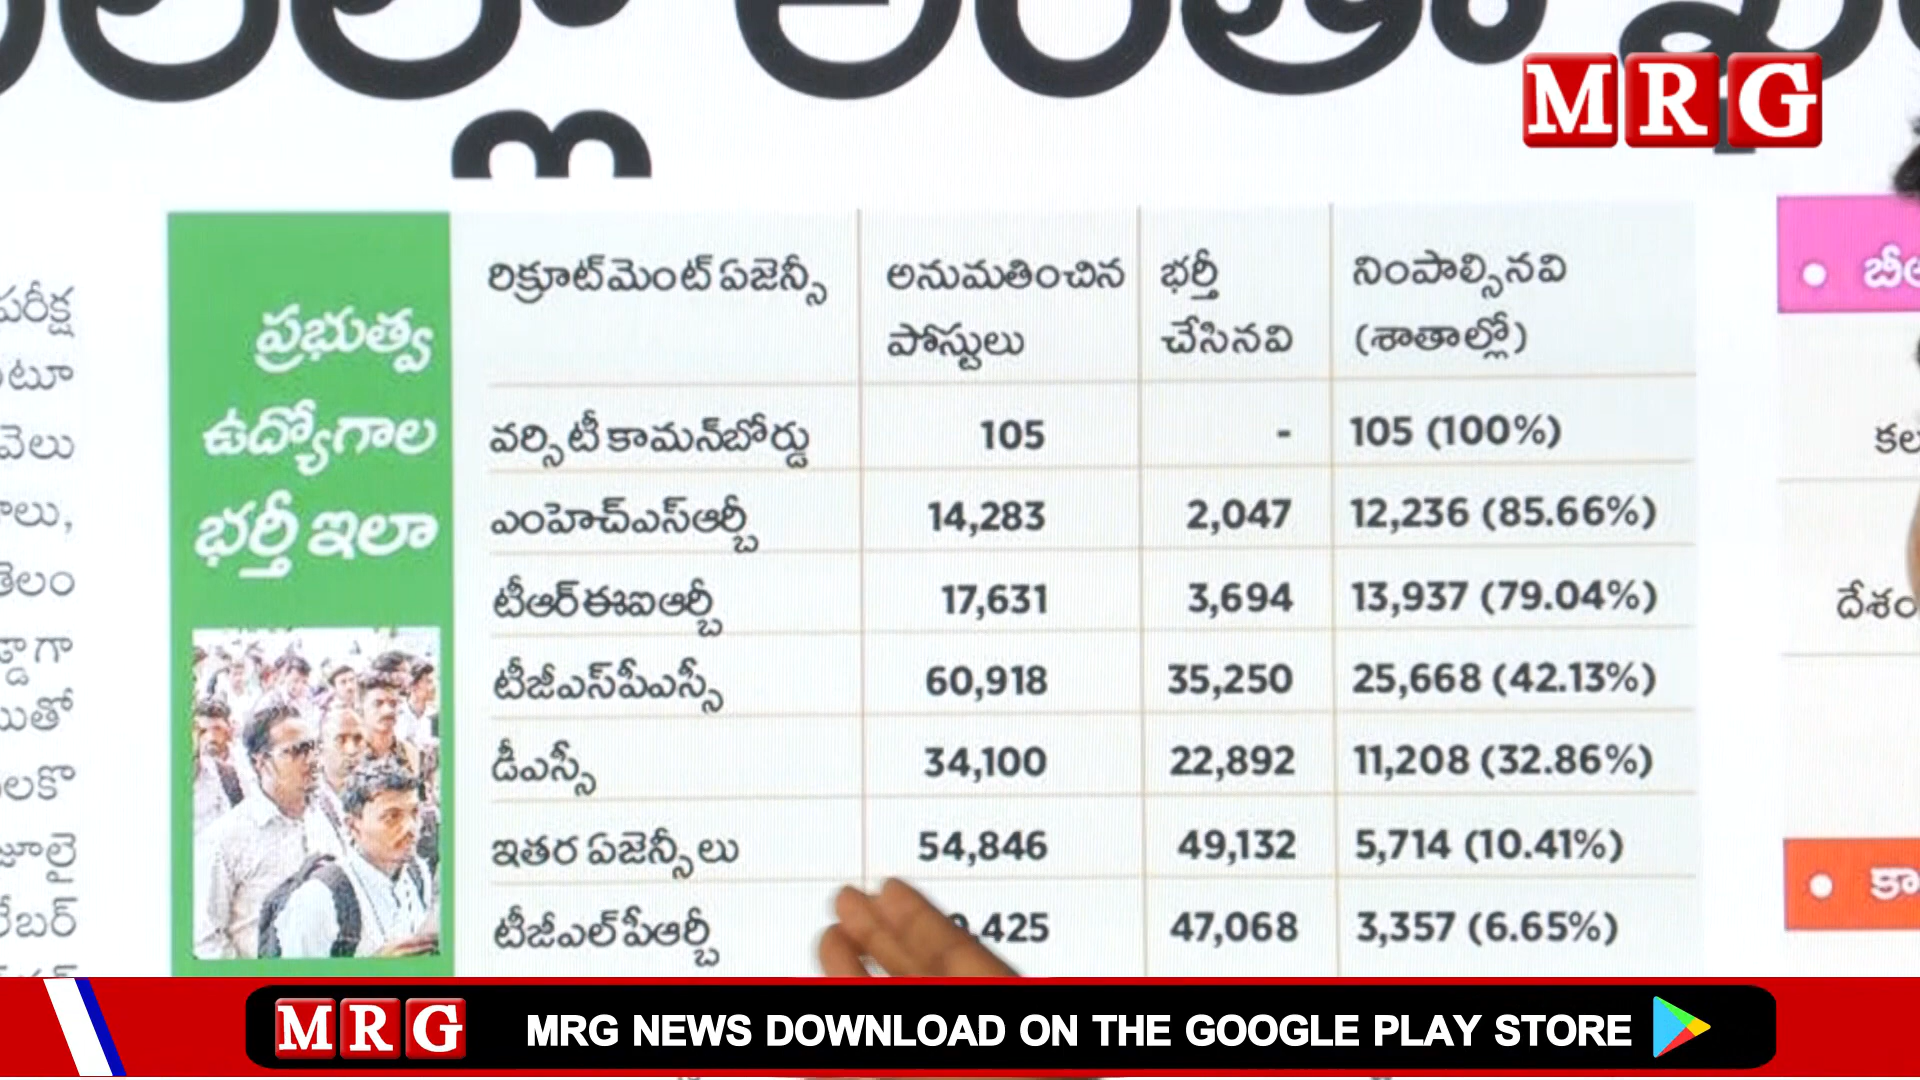 MRG
ప్రభుత్వ
ఉద్యోగాల
భర్తీ ఇలా
రిక్రూట్‌మెంట్ ఏజెన్సీ అనుమతించిన పోస్టులు భర్తీ చేసినవి నింపాల్సినవి (శాతాల్లో)
వర్సిటీ కామన్‌బోర్డు 105 - 105 (100%)
ఎంహెచ్ఎస్ఆర్బీ 14,283 2,047 12,236 (85.66%)
టీఆర్ఈఐఆర్బీ 17,631 3,694 13,937 (79.04%)
టీజీఎస్‌పీఎస్సీ 60,918 35,250 25,668 (42.13%)
డీఎస్సీ 34,100 22,892 11,208 (32.86%)
ఇతర ఏజెన్సీలు 54,846 49,132 5,714 (10.41%)
టీజీఎల్‌పీఆర్బీ 47,068 3,357 (6.65%)
పరీక్ష
దేశం
MRG MRG NEWS DOWNLOAD ON THE GOOGLE PLAY STORE